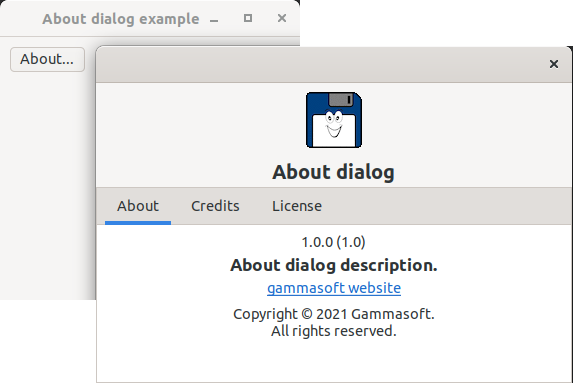 About dialog example
About...
About dialog
About
Credits
License
1.0.0 (1.0)
About dialog description.
gammasoft website
Copyright © 2021 Gammasoft.
All rights reserved.